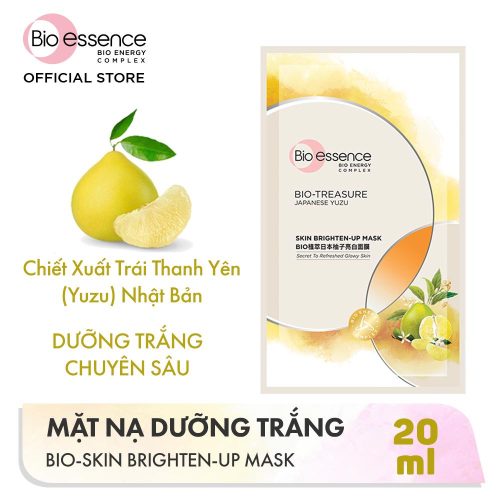 Bio essence
BIO ENERGY
COMPLEX
OFFICIAL STORE
Bio essence
BIO ENERGY
COMPLEX
BIO-TREASURE
JAPANESE YUZU
SKIN BRIGHTEN-UP MASK
BIO植萃日本柚子亮白面膜
Secret To Refreshed Glowy Skin
Chiết Xuất Trái Thanh Yên
(Yuzu) Nhật Bản
DƯỠNG TRẮNG
CHUYÊN SÂU
MẶT NẠ DƯỠNG TRẮNG
BIO-SKIN BRIGHTEN-UP MASK
20
ml